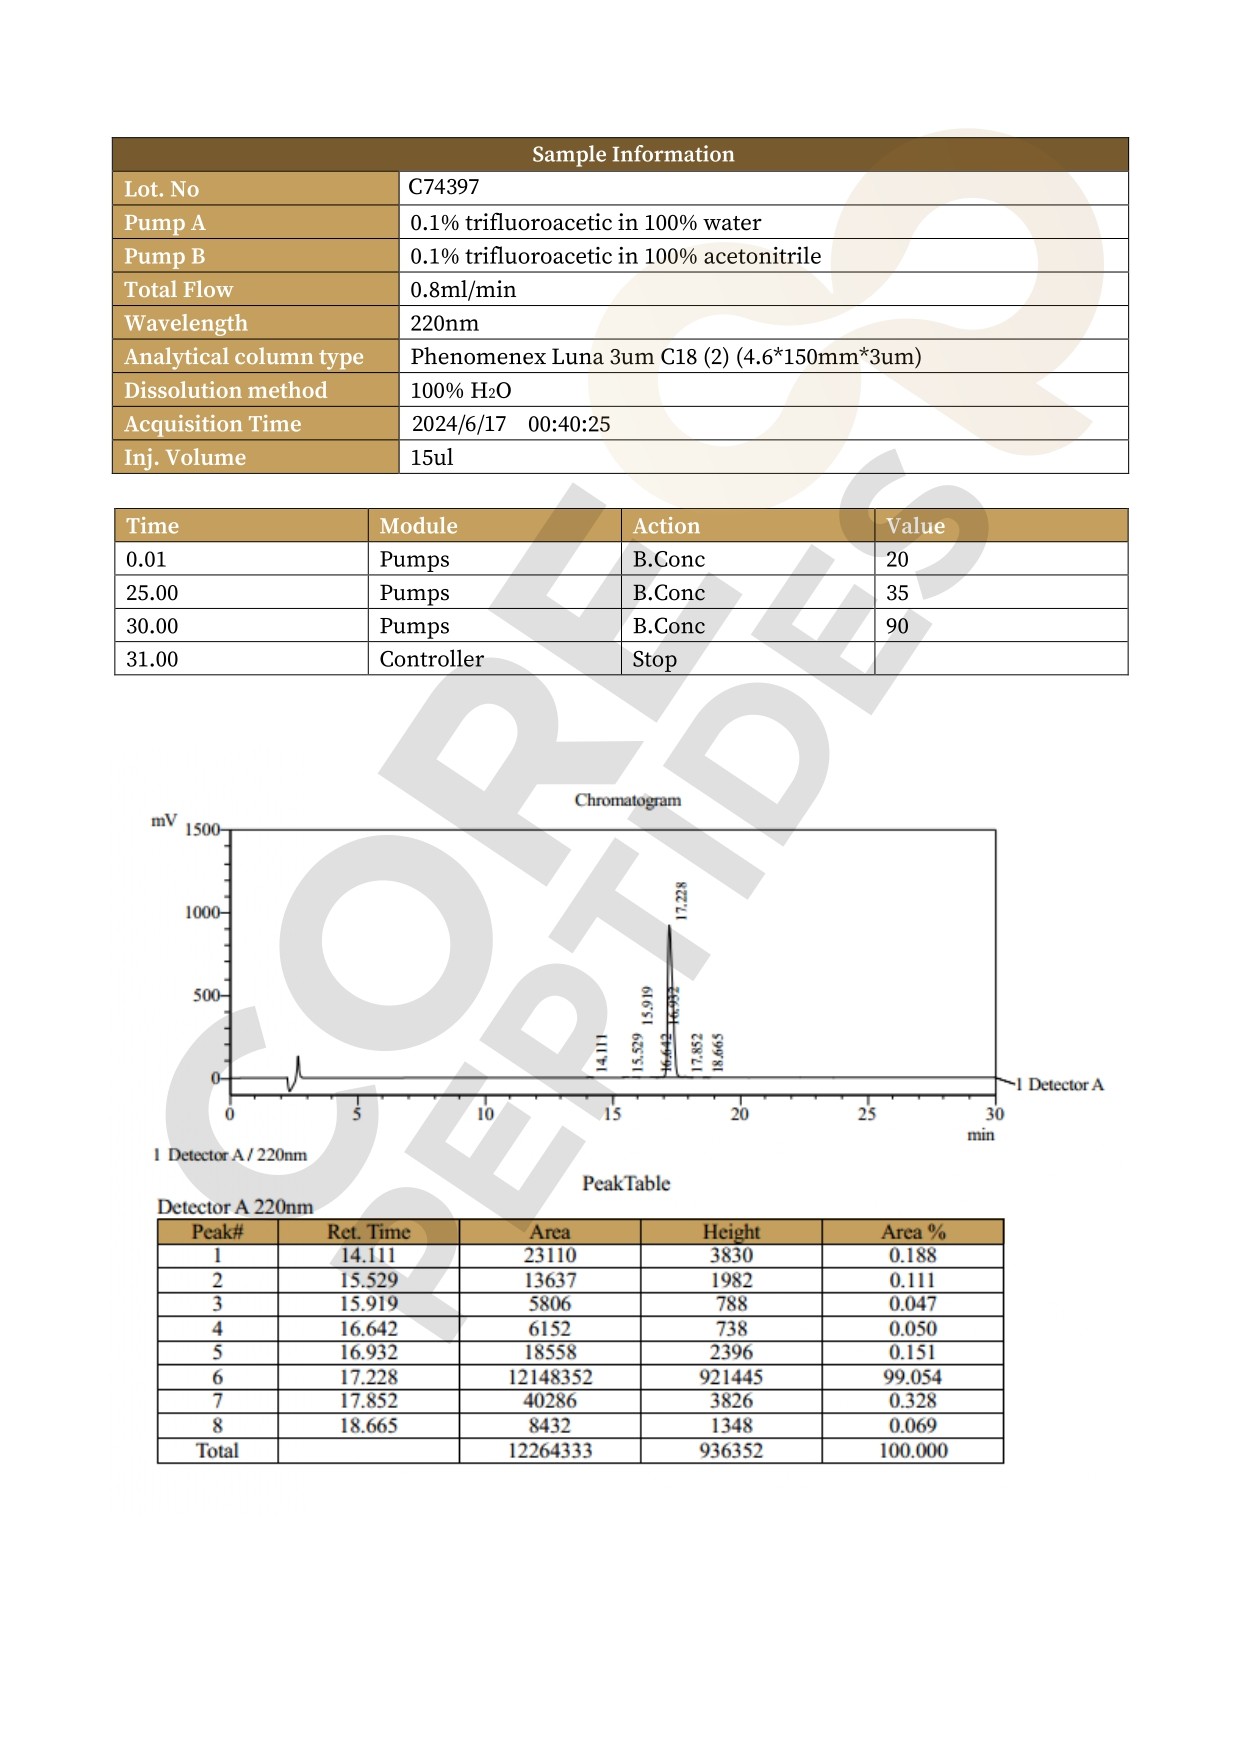 Sample Information
Lot. No C74397
Pump A 0.1% trifluoroacetic in 100% water
Pump B 0.1% trifluoroacetic in 100% acetonitrile
Total Flow 0.8ml/min
Wavelength 220nm
Analytical column type Phenomenex Luna 3um C18 (2) (4.6*150mm*3um)
Dissolution method 100% H₂O
Acquisition Time 2024/6/17 00:40:25
Inj. Volume 15ul
Time Module Action Value
0.01 Pumps B.Conc 20
25.00 Pumps B.Conc 35
30.00 Pumps B.Conc 90
31.00 Controller Stop
CORE
PEPTIDES
Chromatogram
mV
1500
1000
500
0
14.111
15.529
15.919
16.642
16.932
17.228
17.852
18.665
1 Detector A
0 5 10 15 20 25 30
min
1 Detector A / 220nm
PeakTable
Detector A 220nm
Peak# Ret. Time Area Height Area %
1 14.111 23110 3830 0.188
2 15.529 13637 1982 0.111
3 15.919 5806 788 0.047
4 16.642 6152 738 0.050
5 16.932 18558 2396 0.151
6 17.228 12148352 921445 99.054
7 17.852 40286 3826 0.328
8 18.665 8432 1348 0.069
Total 12264333 936352 100.000